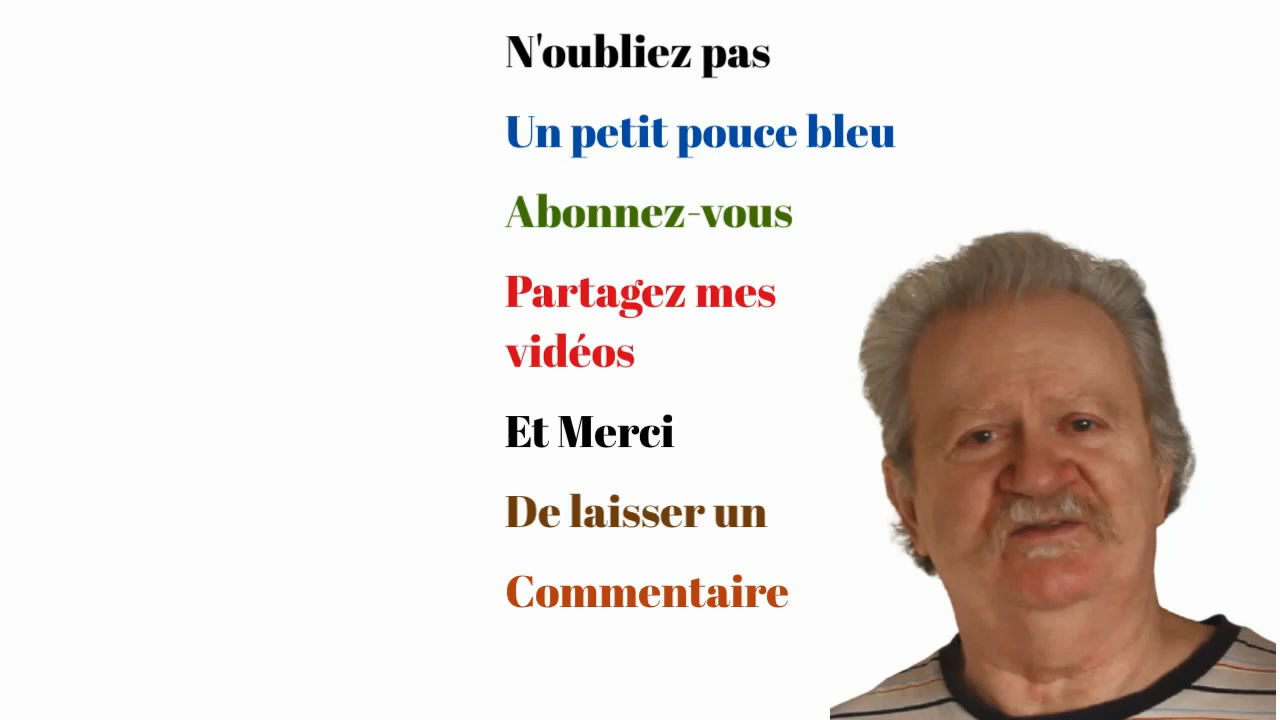 N'oubliez pas
Un petit pouce bleu
Abonnez-vous
Partagez mes
vidéos
Et Merci
De laisser un
Commentaire